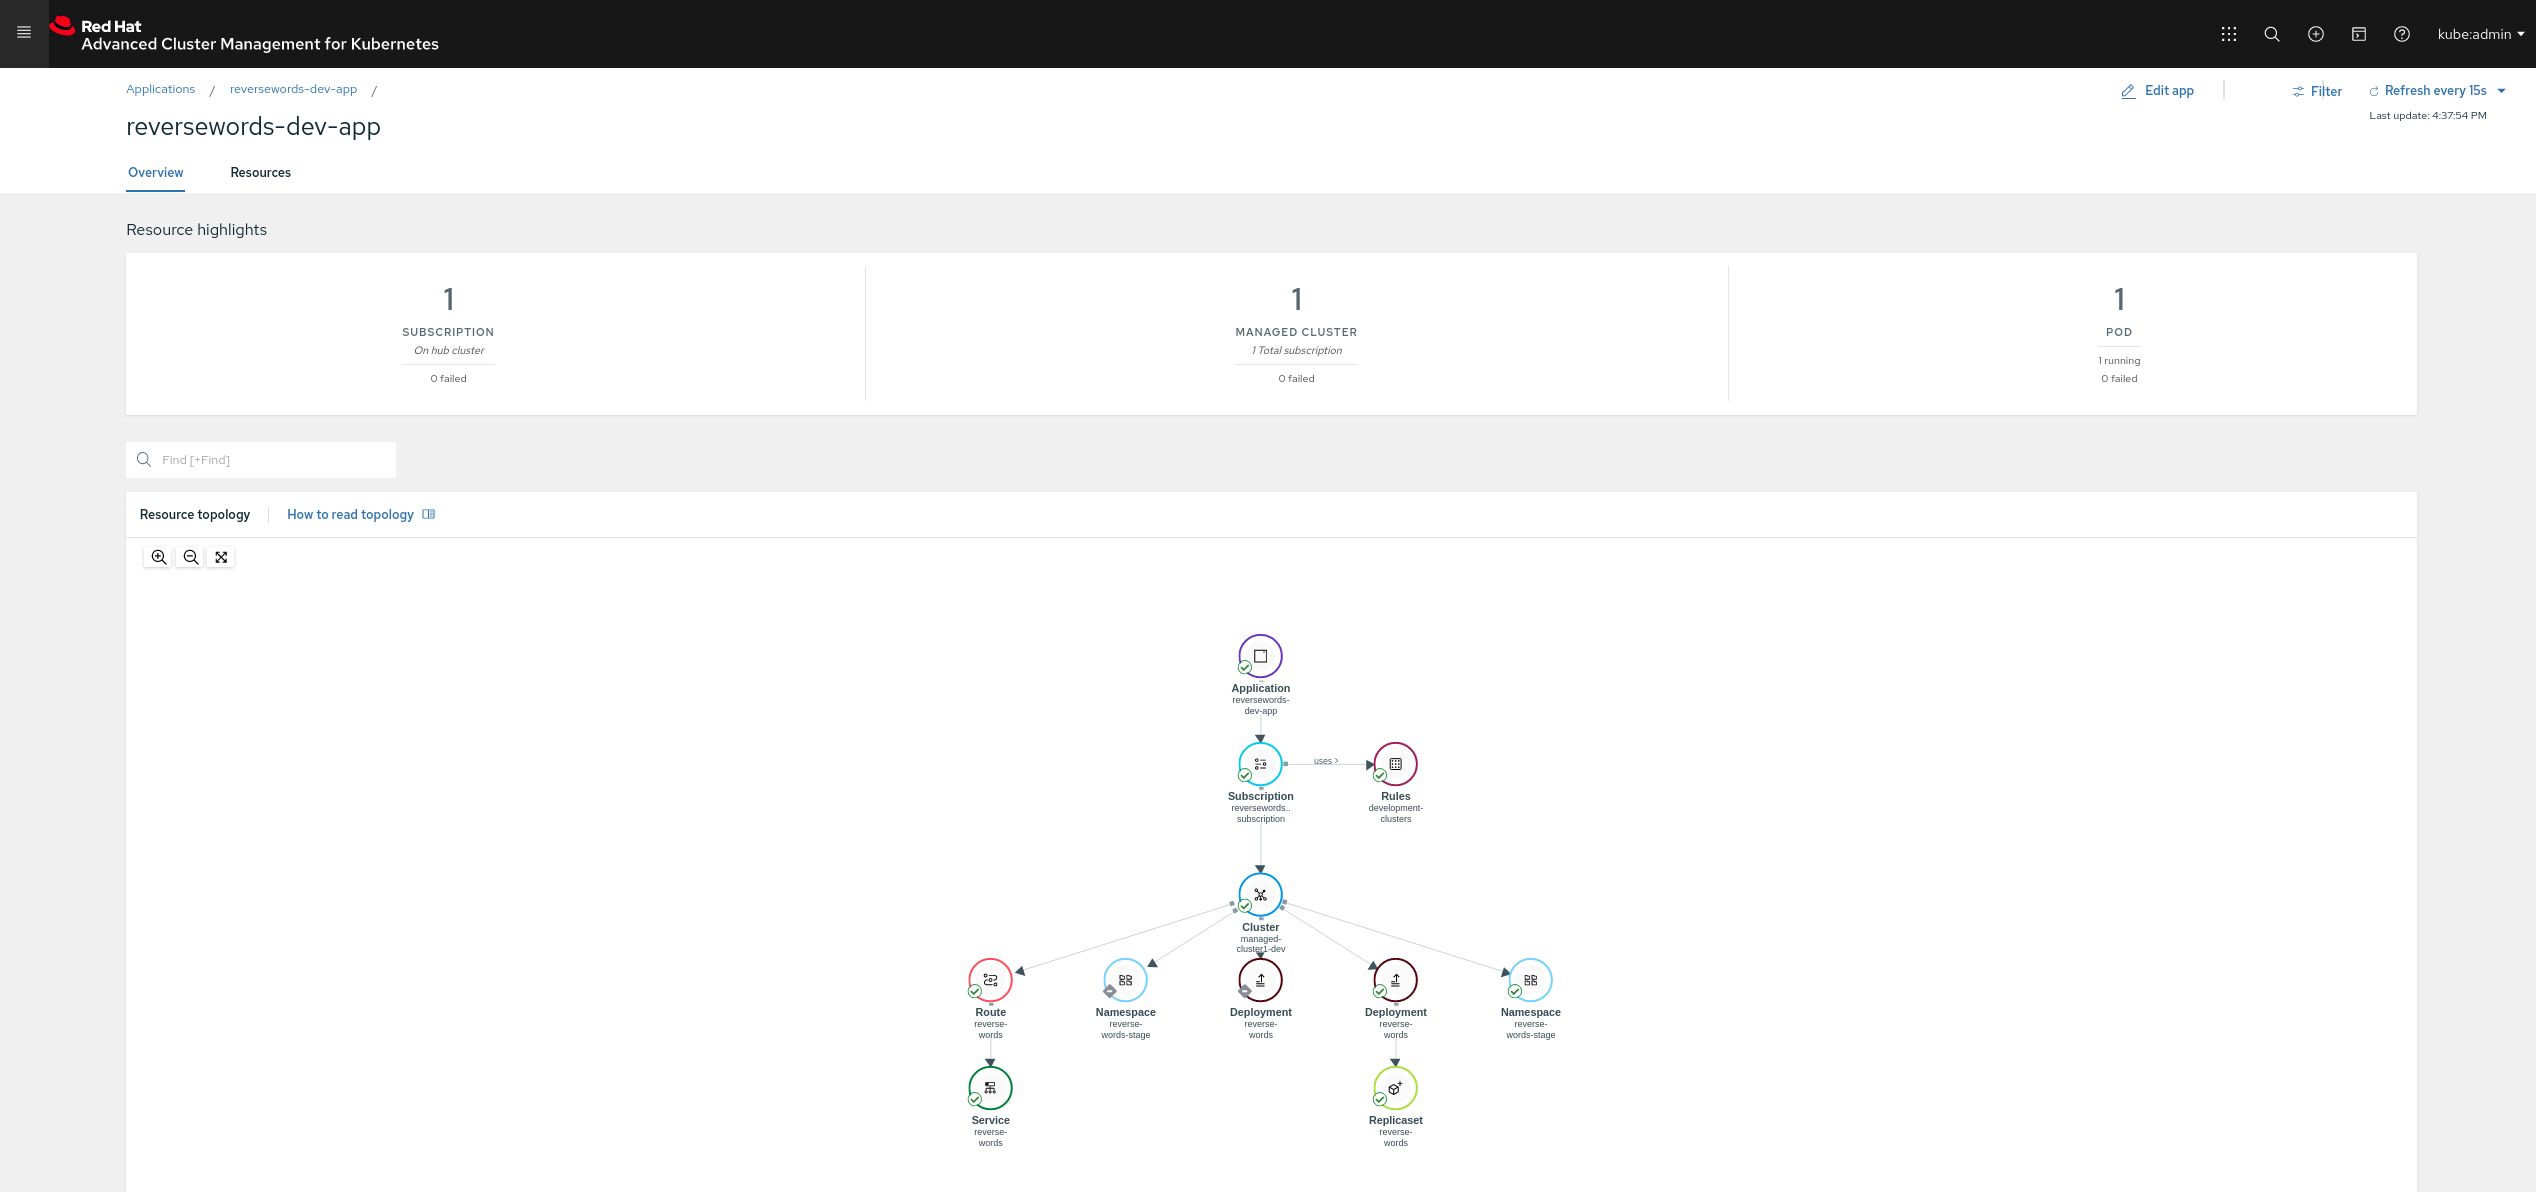 Red Hat
Advanced Cluster Management for Kubernetes
kube:admin
Applications / reversewords-dev-app /
Edit app
Filter
Refresh every 15s
Last update: 4:37:54 PM
reversewords-dev-app
Overview
Resources
Resource highlights
1
SUBSCRIPTION
On hub cluster
0 failed
1
MANAGED CLUSTER
1 Total subscription
0 failed
1
POD
1 running
0 failed
Find [+Find]
Resource topology
How to read topology
Application
reversewords-
dev-app
Subscription
reversewords..
subscription
uses >
Rules
development-
clusters
Cluster
managed-
cluster1-dev
Route
reverse-
words
Namespace
reverse-
words-stage
Deployment
reverse-
words
Deployment
reverse-
words
Namespace
reverse-
words-stage
Service
reverse-
words
Replicaset
reverse-
words